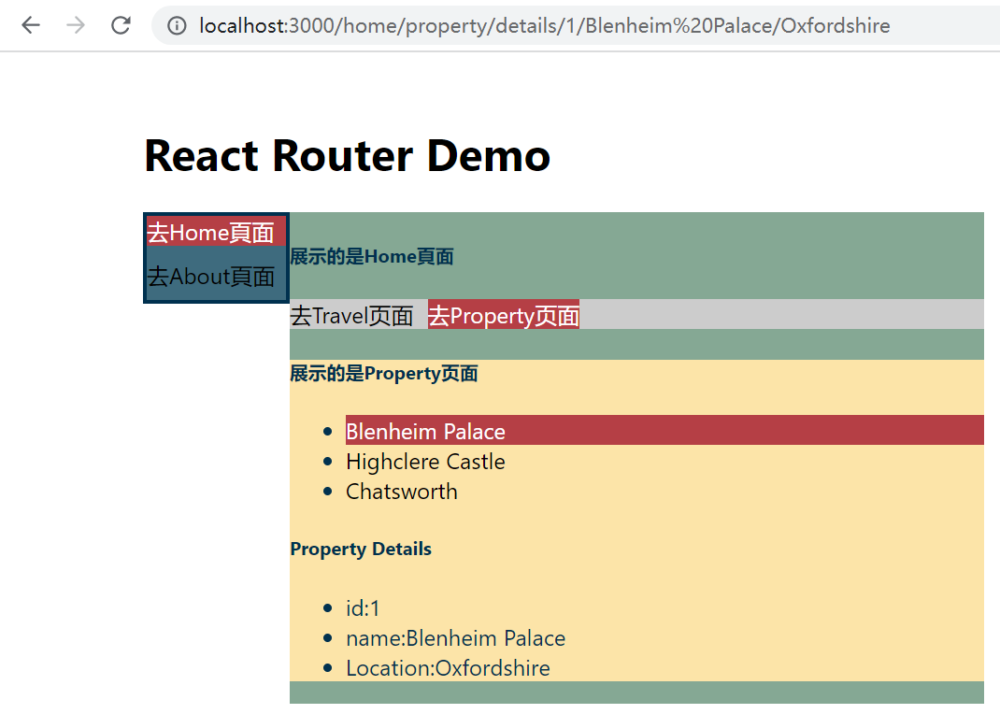 localhost:3000/home/property/details/1/Blenheim%20Palace/Oxfordshire
React Router Demo
去Home頁面
去About頁面
展示的是Home頁面
去Travel页面 去Property页面
展示的是Property页面
Blenheim Palace
Highclere Castle
Chatsworth
Property Details
id:1
name:Blenheim Palace
Location:Oxfordshire